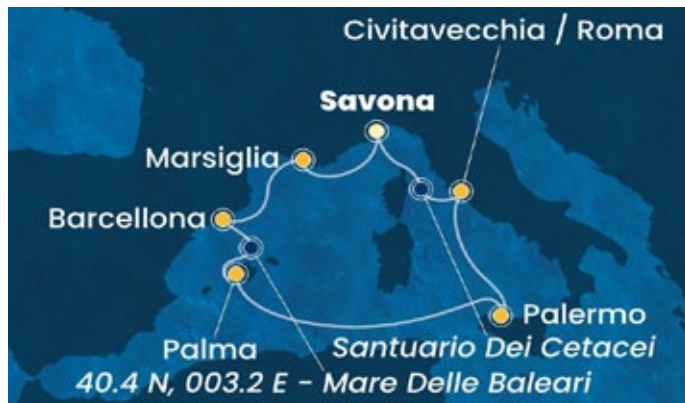 Civitavecchia / Roma
Savona
Marsiglia
Barcellona
Palermo
Palma
Santuario Dei Cetacei
40.4 N, 003.2 E - Mare Delle Baleari